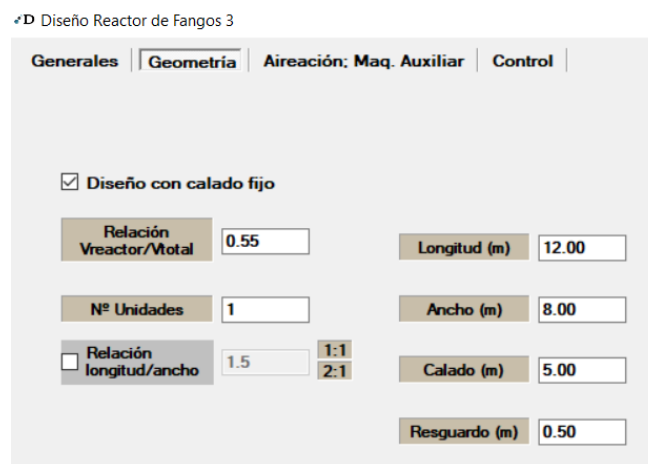 Diseño Reactor de Fangos 3
Generales
Geometría
Aireación; Maq. Auxiliar
Control
Diseño con calado fijo
Relación
Vreactor/Vtotal
0.55
Nº Unidades
1
Relación
longitud/ancho
1.5
1:1
2:1
Longitud (m)
12.00
Ancho (m)
8.00
Calado (m)
5.00
Resguardo (m)
0.50